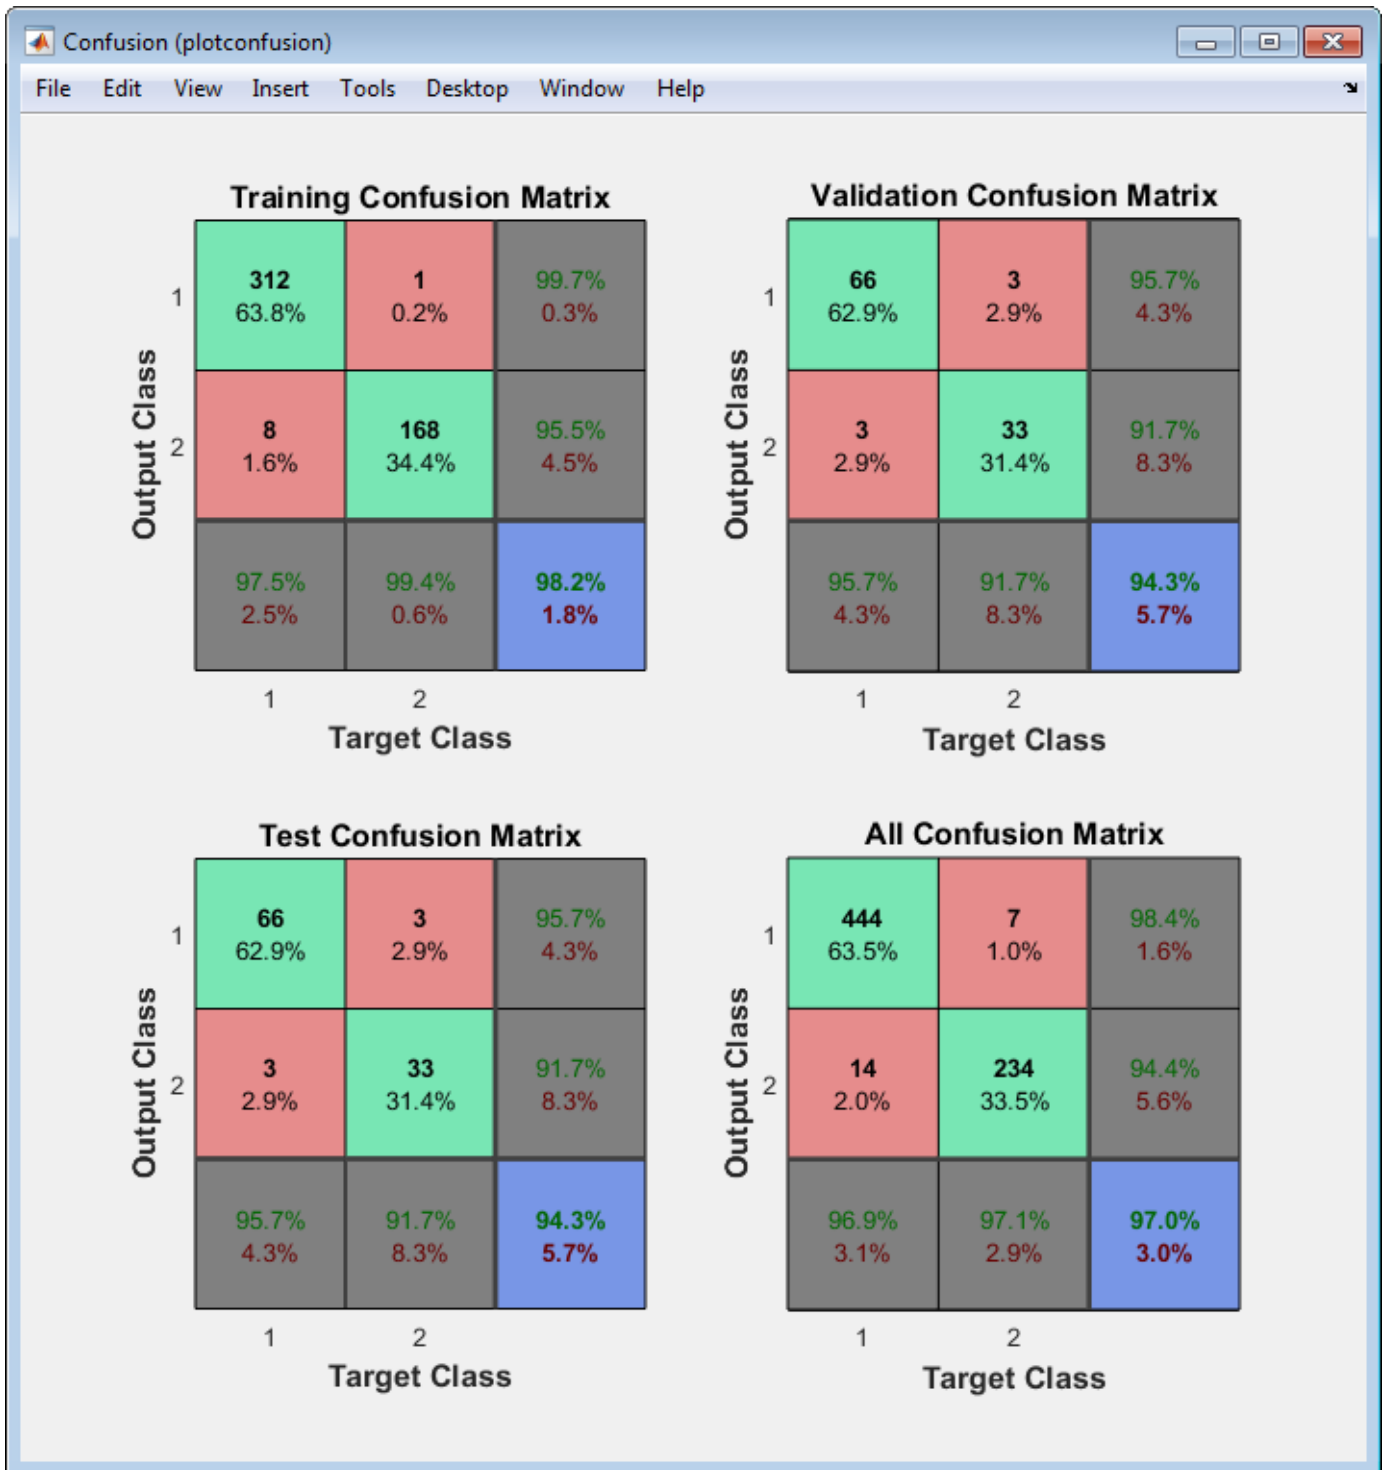 Confusion (plotconfusion)
File Edit View Insert Tools Desktop Window Help
Training Confusion Matrix
312 1 99.7%
1
63.8% 0.2% 0.3%
Output Class
8 168 95.5%
2
1.6% 34.4% 4.5%
97.5% 99.4% 98.2%
2.5% 0.6% 1.8%
1 2
Target Class
Validation Confusion Matrix
66 3 95.7%
1
62.9% 2.9% 4.3%
Output Class
3 33 91.7%
2
2.9% 31.4% 8.3%
95.7% 91.7% 94.3%
4.3% 8.3% 5.7%
1 2
Target Class
Test Confusion Matrix
66 3 95.7%
1
62.9% 2.9% 4.3%
Output Class
3 33 91.7%
2
2.9% 31.4% 8.3%
95.7% 91.7% 94.3%
4.3% 8.3% 5.7%
1 2
Target Class
All Confusion Matrix
444 7 98.4%
1
63.5% 1.0% 1.6%
Output Class
14 234 94.4%
2
2.0% 33.5% 5.6%
96.9% 97.1% 97.0%
3.1% 2.9% 3.0%
1 2
Target Class